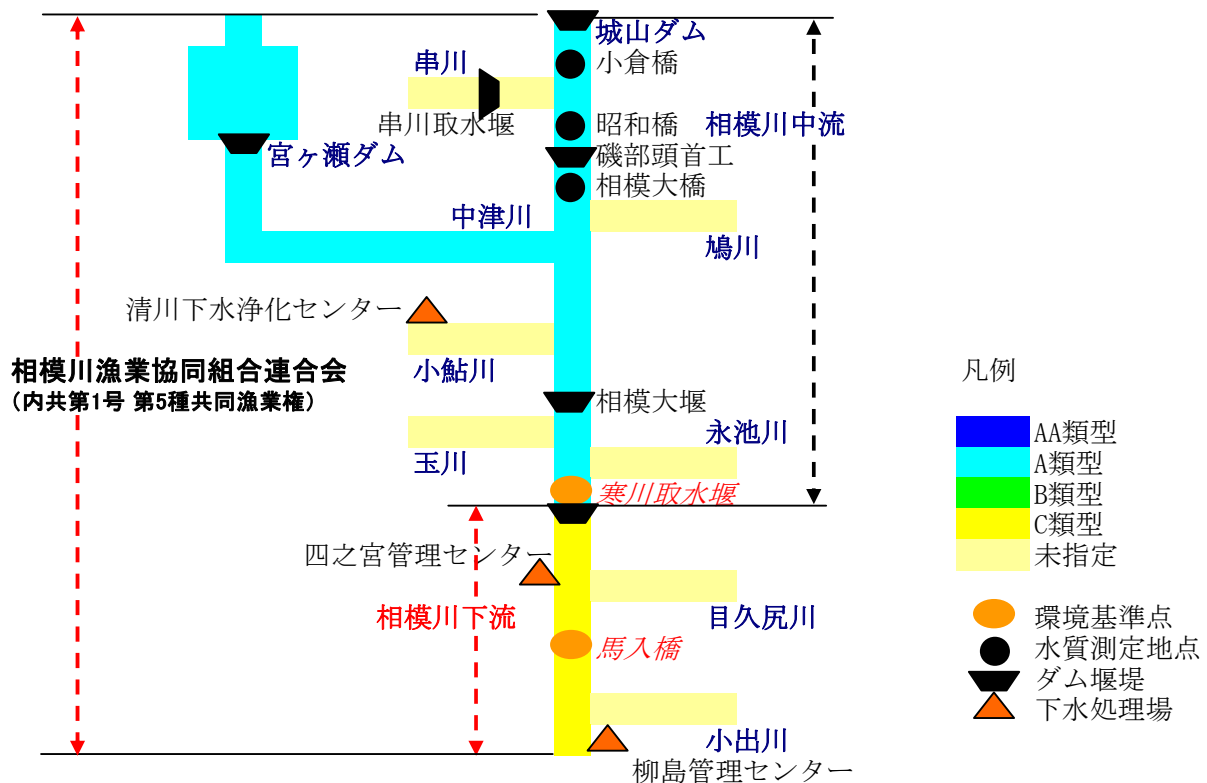 城山ダム
串川
小倉橋
串川取水堰
昭和橋
相模川中流
宮ヶ瀬ダム
磯部頭首工
相模大橋
中津川
鳩川
清川下水浄化センター
相模川漁業協同組合連合会
(内共第1号 第5種共同漁業権)
小鮎川
相模大堰
玉川
永池川
寒川取水堰
四之宮管理センター
相模川下流
目久尻川
馬入橋
小出川
柳島管理センター
凡例
AA類型
A類型
B類型
C類型
未指定
環境基準点
水質測定地点
ダム堰堤
下水処理場